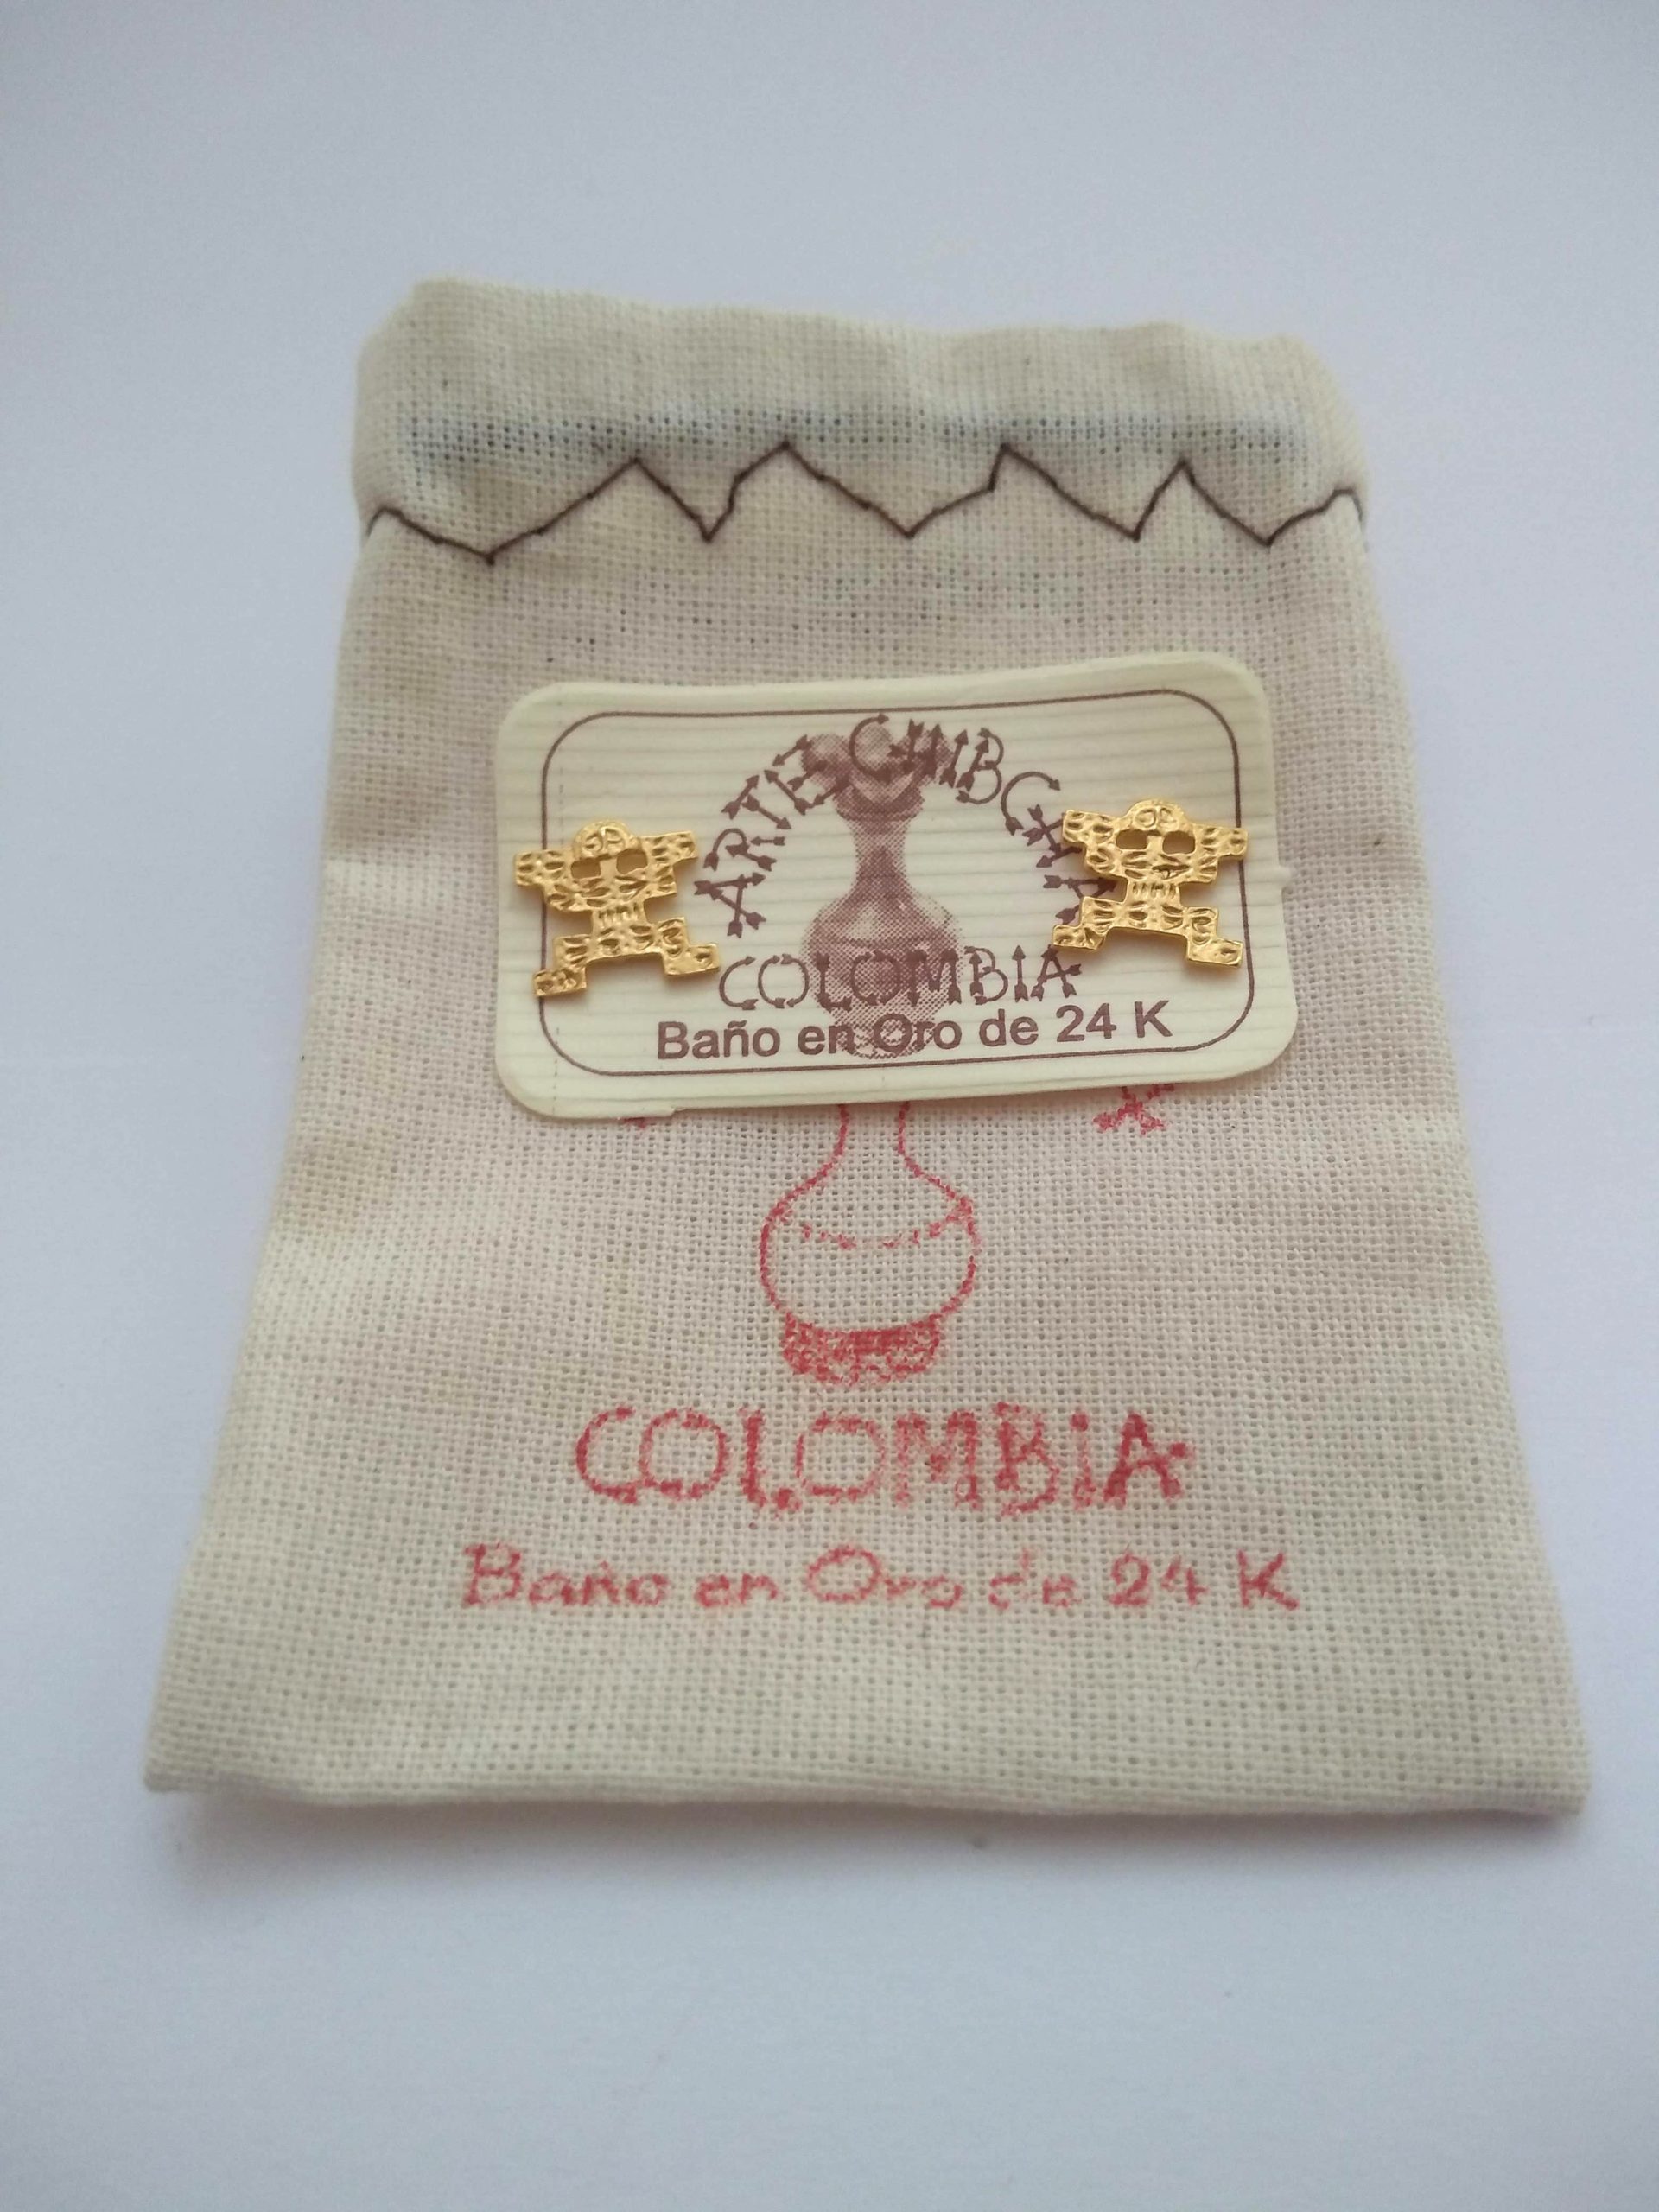 ARTE CHIBCHA
COLOMBIA
Baño en Oro de 24 K
COLOMBIA
Baño en Oro de 24 K